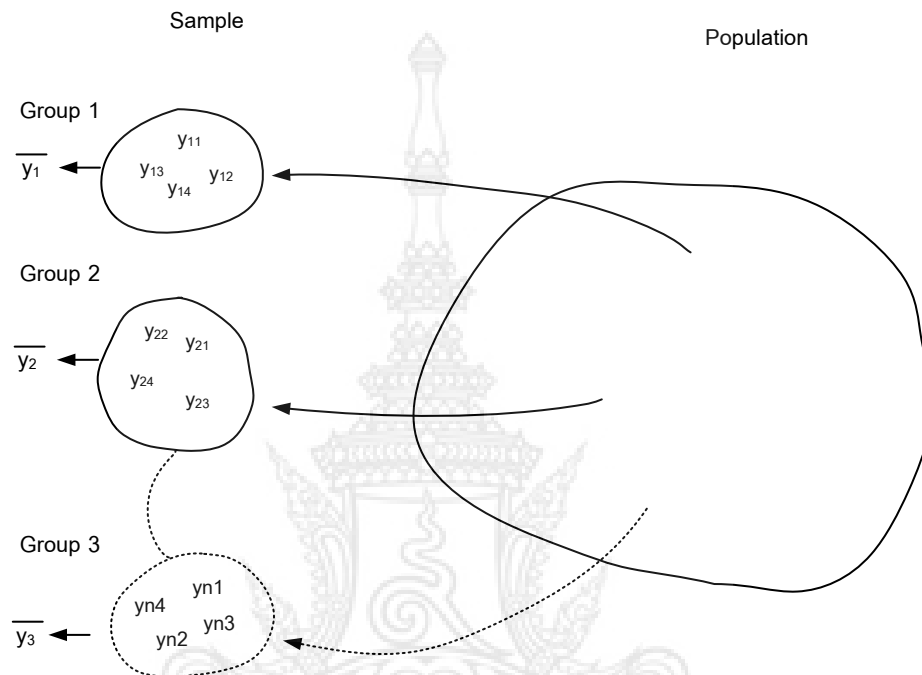 Sample
Population
Group 1
y11
y13
y12
y14
y1
Group 2
y22
y21
y24
y23
y2
Group 3
yn1
yn4
yn3
yn2
y3